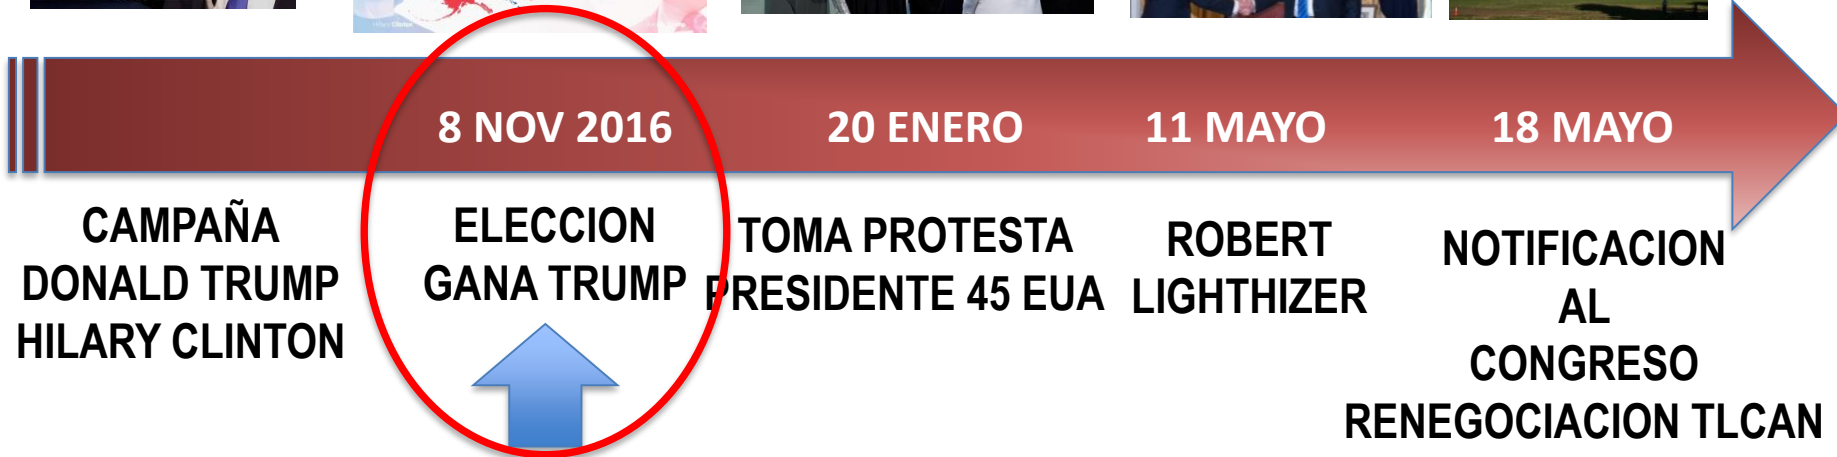 HillaryClinton
8 NOV 2016
20 ENERO
11 MAYO
18 MAYO
CAMPAÑA
DONALD TRUMP
HILARY CLINTON
ELECCION
GANA TRUMP
TOMA PROTESTA
PRESIDENTE 45 EUA
ROBERT
LIGHTHIZER
NOTIFICACION
AL
CONGRESO
RENEGOCIACION TLCAN